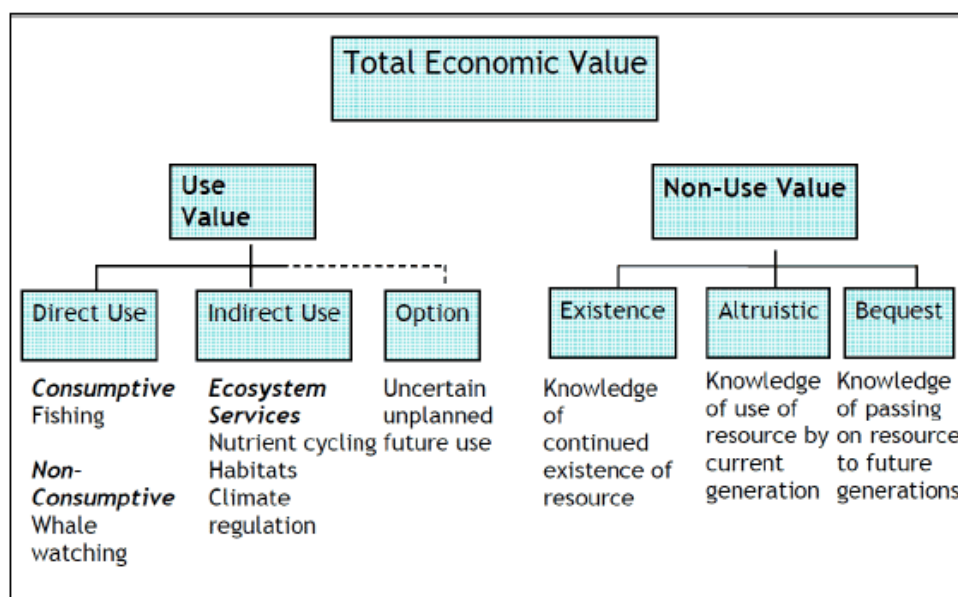 Total Economic Value
Use
Value
Non-Use Value
Direct Use
Indirect Use
Option
Existence
Altruistic
Bequest
Consumptive
Fishing
Non-
Consumptive
Whale
watching
Ecosystem
Services
Nutrient cycling
Habitats
Climate
regulation
Uncertain
unplanned
future use
Knowledge
of
continued
existence of
resource
Knowledge
of use of
resource by
current
generation
Knowledge
of passing
on resource
to future
generations